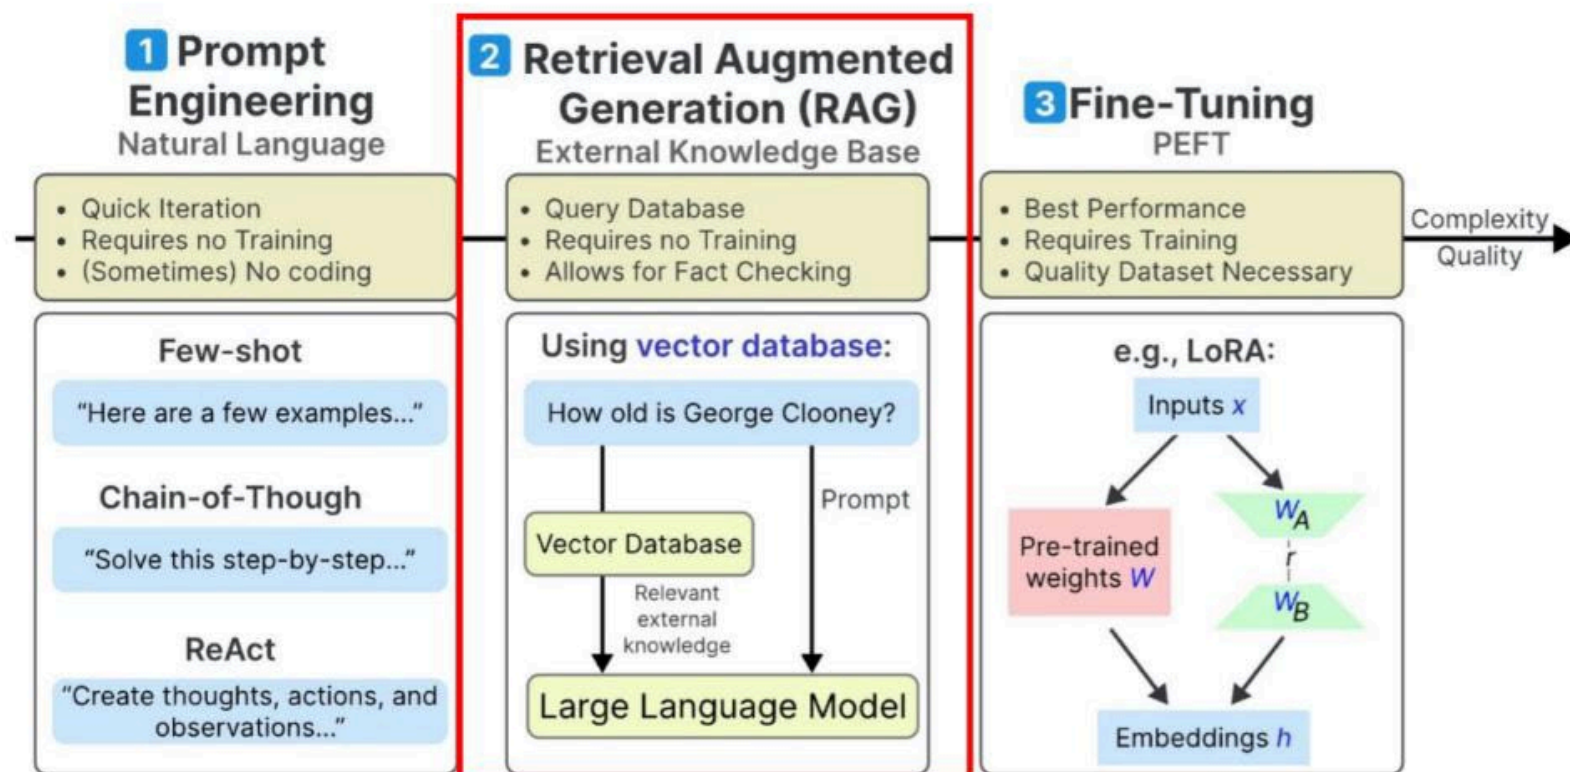 1 Prompt
Engineering
Natural Language
• Quick Iteration
• Requires no Training
• (Sometimes) No coding
Few-shot
“Here are a few examples...”
Chain-of-Though
“Solve this step-by-step...”
ReAct
“Create thoughts, actions, and
observations...”
2 Retrieval Augmented
Generation (RAG)
External Knowledge Base
• Query Database
• Requires no Training
• Allows for Fact Checking
Using vector database:
How old is George Clooney?
Prompt
Vector Database
Relevant
external
knowledge
Large Language Model
3 Fine-Tuning
PEFT
• Best Performance
• Requires Training
• Quality Dataset Necessary
e.g., LoRA:
Inputs x
Pre-trained
weights W
W_A
r
W_B
Embeddings h
Complexity
Quality